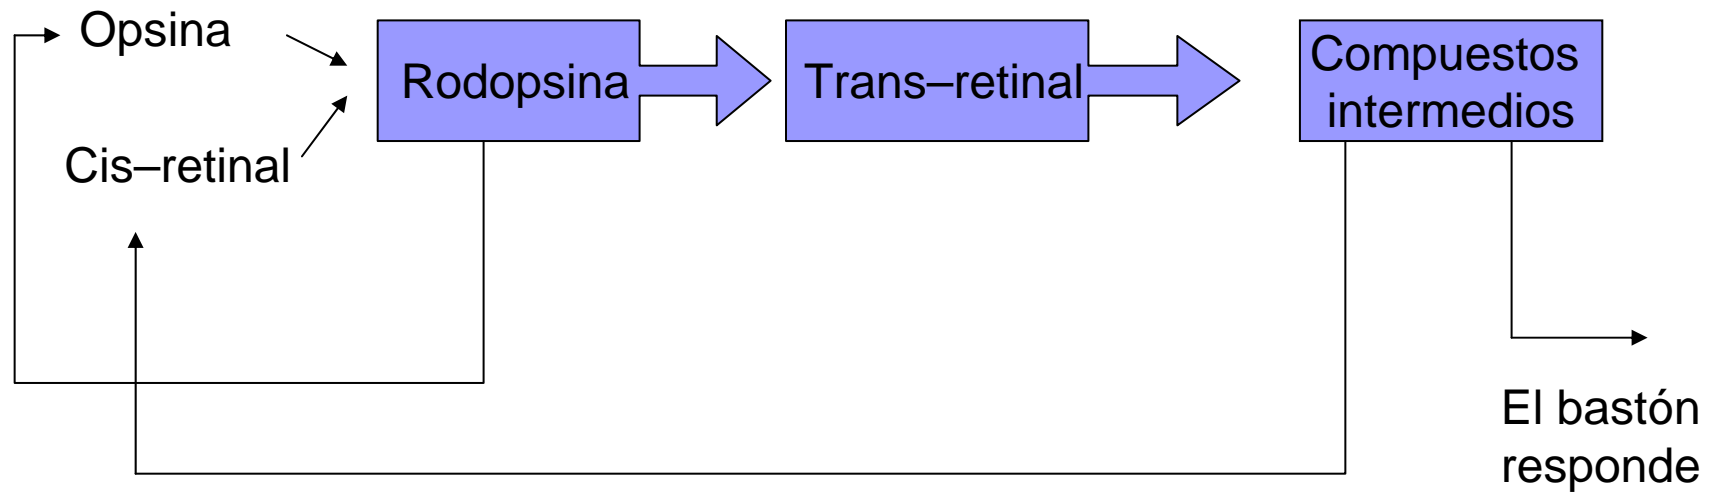 Opsina
Cis–retinal
Rodopsina
Trans–retinal
Compuestos
intermedios
El bastón
responde